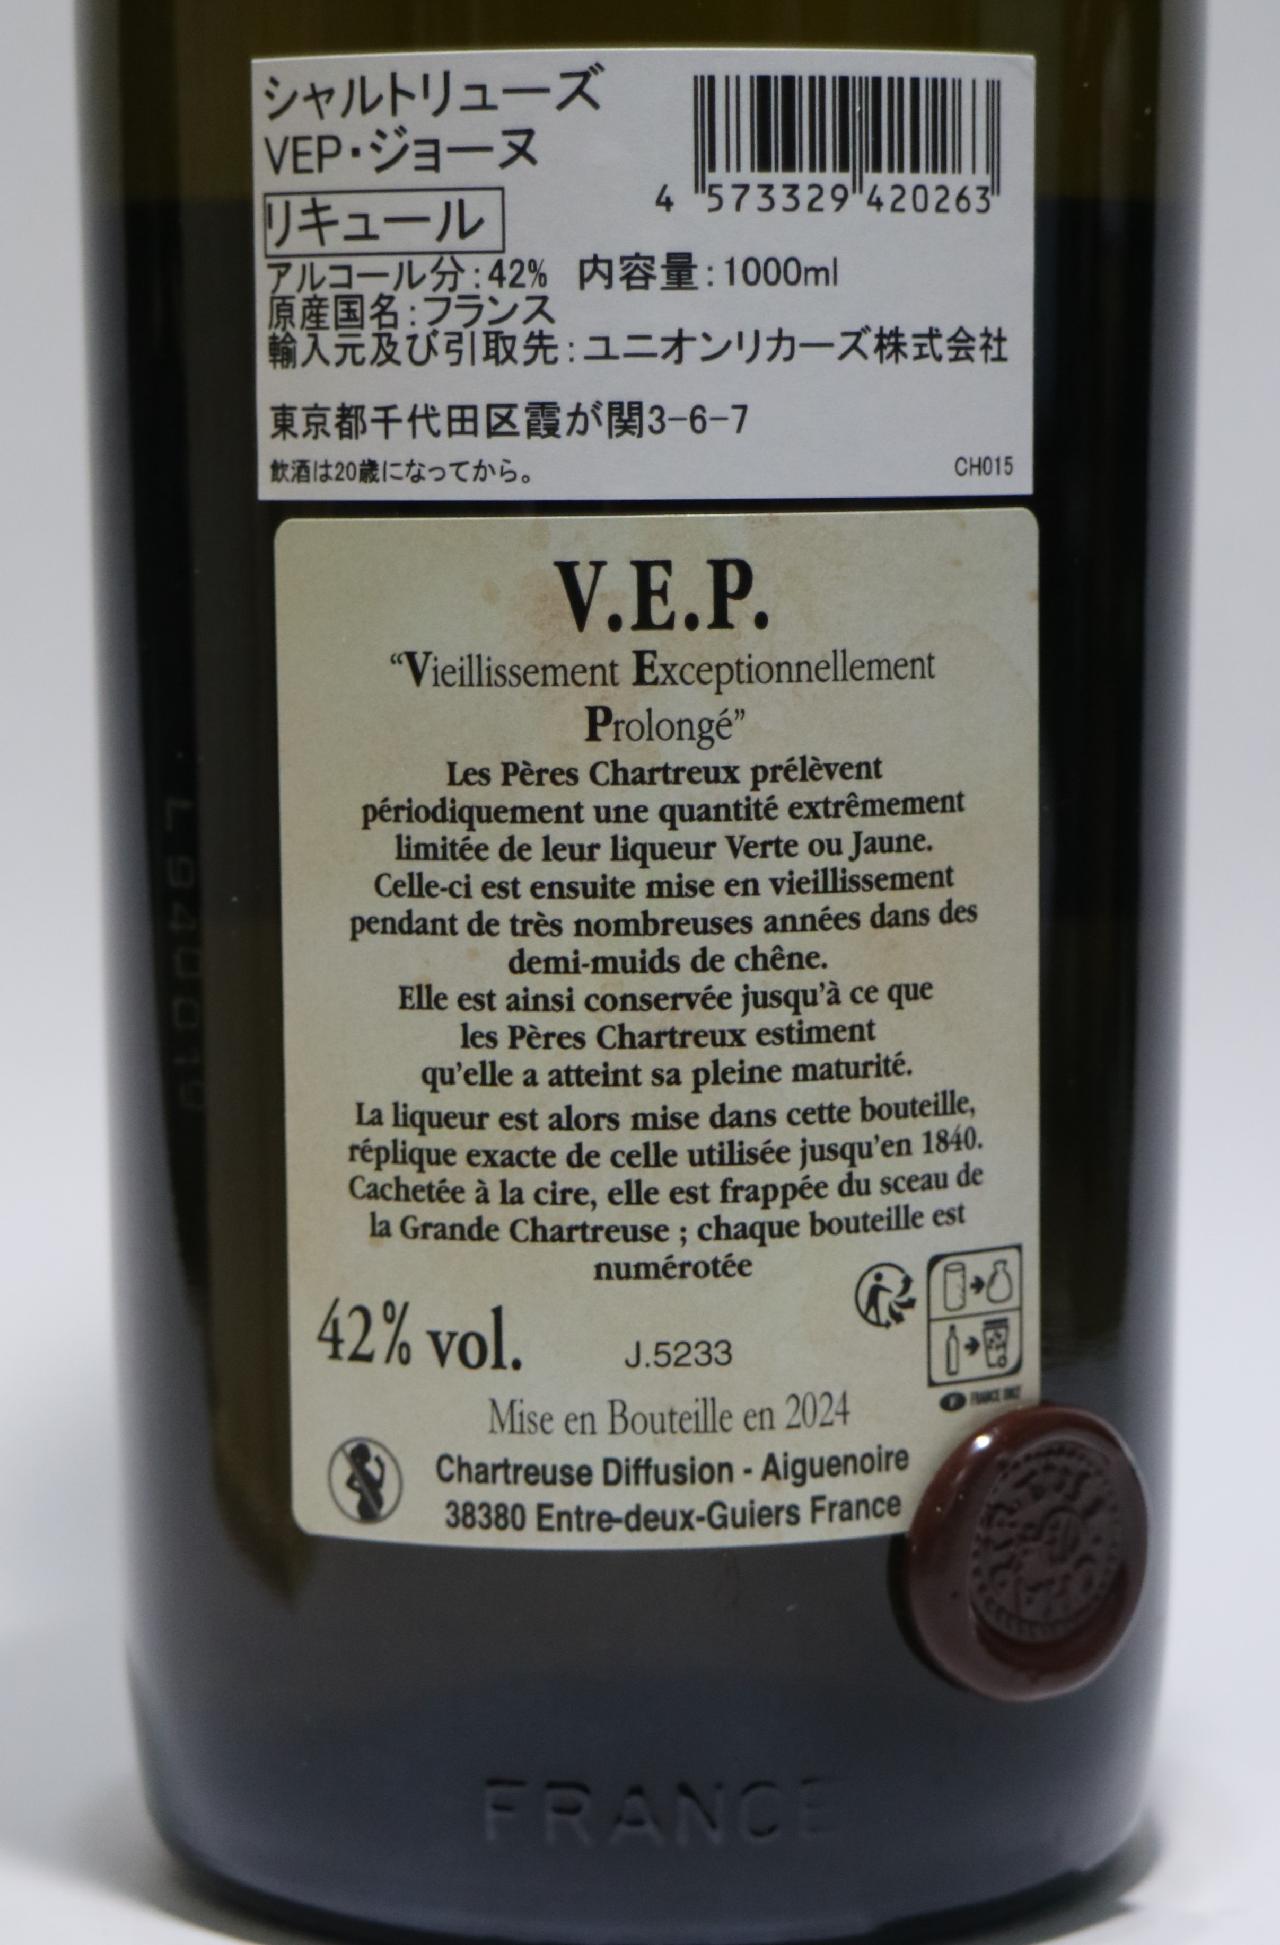 シャルトリューズ
VEP・ジョーヌ
リキュール
4 573329 420263
アルコール分:42% 内容量:1000ml
原産国名:フランス
輸入元及び引取先:ユニオンリカーズ株式会社
東京都千代田区霞が関3-6-7
飲酒は20歳になってから。 CH015
V.E.P.
“Vieillissement Exceptionnellement
Prolongé”
Les Pères Chartreux prélèvent
périodiquement une quantité extrêmement
limitée de leur liqueur Verte ou Jaune.
Celle-ci est ensuite mise en vieillissement
pendant de très nombreuses années dans des
demi-muids de chêne.
Elle est ainsi conservée jusqu'à ce que
les Pères Chartreux estiment
qu'elle a atteint sa pleine maturité.
La liqueur est alors mise dans cette bouteille,
réplique exacte de celle utilisée jusqu'en 1840.
Cachetée à la cire, elle est frappée du sceau de
la Grande Chartreuse ; chaque bouteille est
numérotée
42% vol. J.5233
Mise en Bouteille en 2024
Chartreuse Diffusion - Aiguenoire
38380 Entre-deux-Guiers France
FRANCE